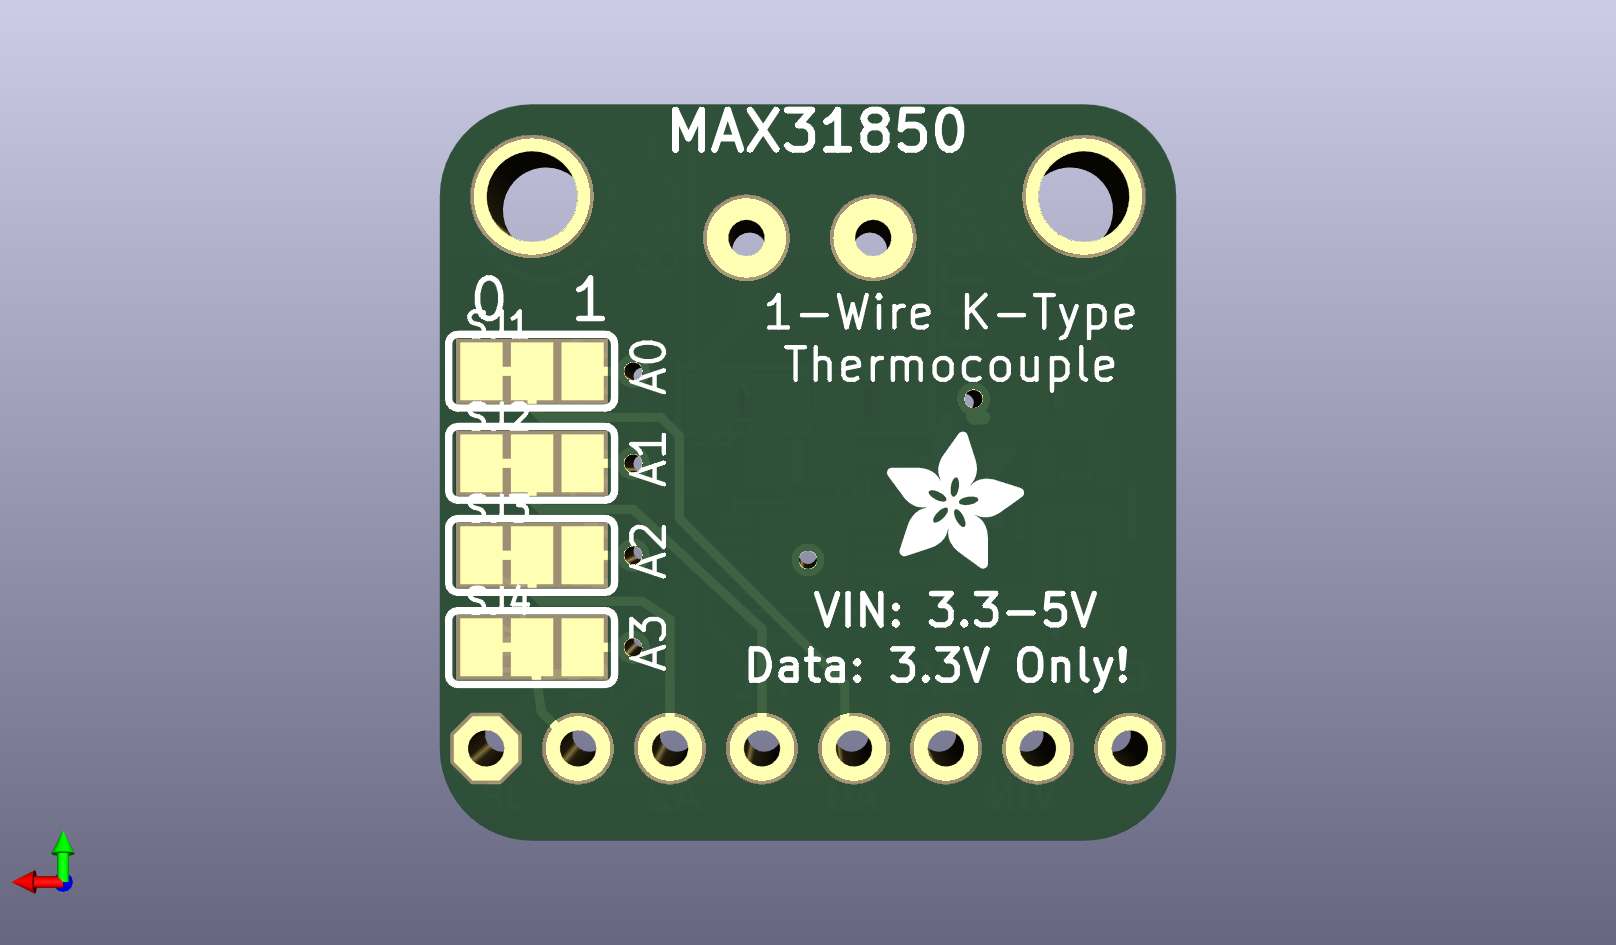 MAX31850
0 1
1-Wire K-Type
Thermocouple
SJ1
A0
SJ2
A1
SJ3
A2
SJ4
A3
VIN: 3.3-5V
Data: 3.3V Only!